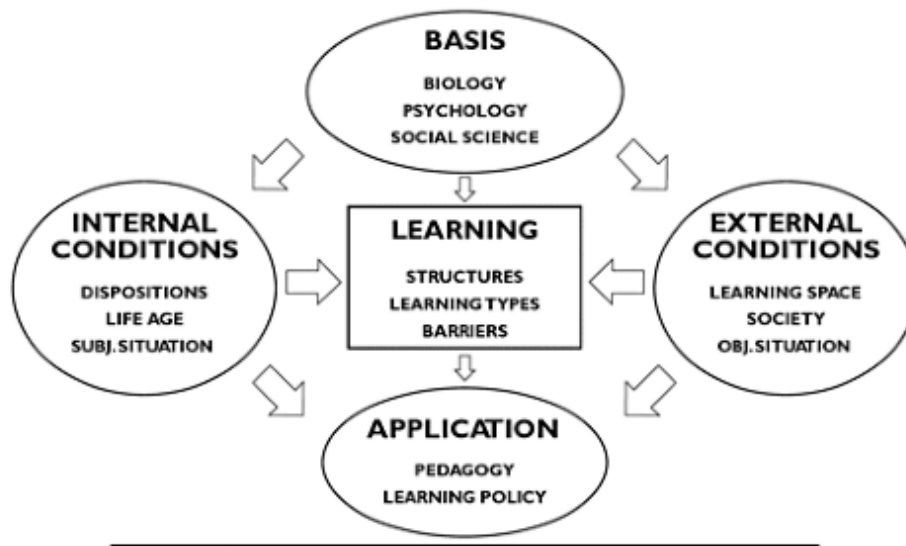 BASIS
BIOLOGY
PSYCHOLOGY
SOCIAL SCIENCE
INTERNAL
CONDITIONS
DISPOSITIONS
LIFE AGE
SUBJ.SITUATION
LEARNING
STRUCTURES
LEARNING TYPES
BARRIERS
EXTERNAL
CONDITIONS
LEARNING SPACE
SOCIETY
OBJ.SITUATION
APPLICATION
PEDAGOGY
LEARNING POLICY